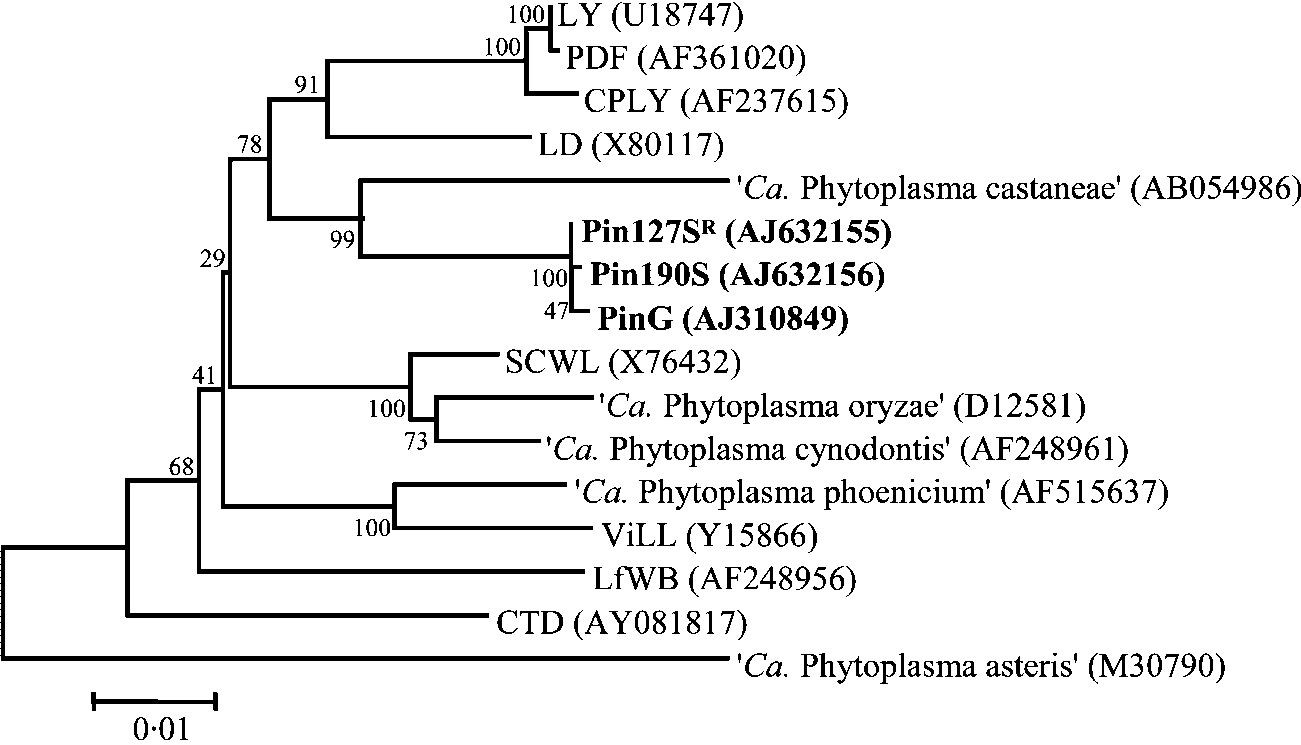 100 LY (U18747)
100 PDF (AF361020)
91 CPLY (AF237615)
78 LD (X80117)
'Ca. Phytoplasma castaneae' (AB054986)
99 Pin127Sᴿ (AJ632155)
29 100 Pin190S (AJ632156)
47 PinG (AJ310849)
SCWL (X76432)
41 100 'Ca. Phytoplasma oryzae' (D12581)
73 'Ca. Phytoplasma cynodontis' (AF248961)
68 'Ca. Phytoplasma phoenicium' (AF515637)
100 ViLL (Y15866)
LfWB (AF248956)
CTD (AY081817)
'Ca. Phytoplasma asteris' (M30790)
0·01